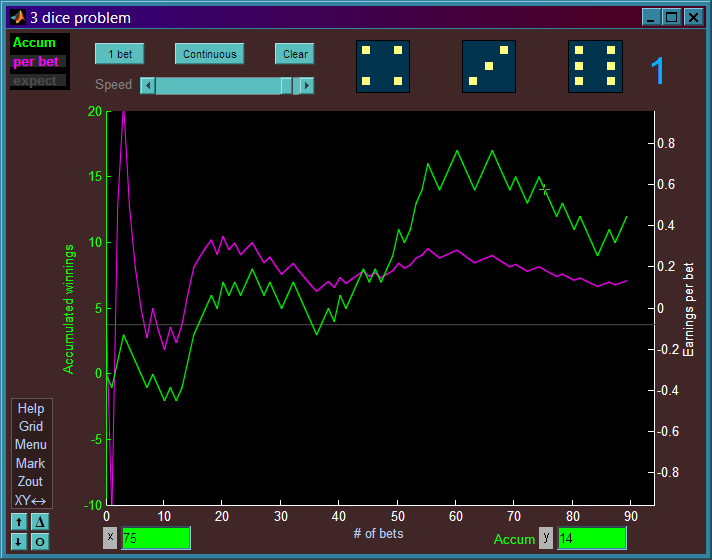 3 dice problem
Accum
per bet
expect
1 bet
Continuous
Clear
Speed
1
20
15
10
5
0
-5
-10
Accumulated winnings
0.8
0.6
0.4
0.2
0
-0.2
-0.4
-0.6
-0.8
Earnings per bet
0 10 20 30 40 50 60 70 80 90
# of bets
Help
Grid
Menu
Mark
Zout
XY↔
↑ Δ
↓ O
x 75
Accum y 14